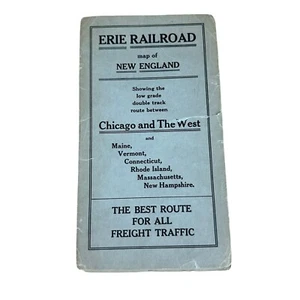 ERIE RAILROAD
map of
NEW ENGLAND
Showing the
low grade
double track
route between
Chicago and The West
and
Maine,
Vermont,
Connecticut,
Rhode Island,
Massachusetts,
New Hampshire.
THE BEST ROUTE
FOR ALL
FREIGHT TRAFFIC